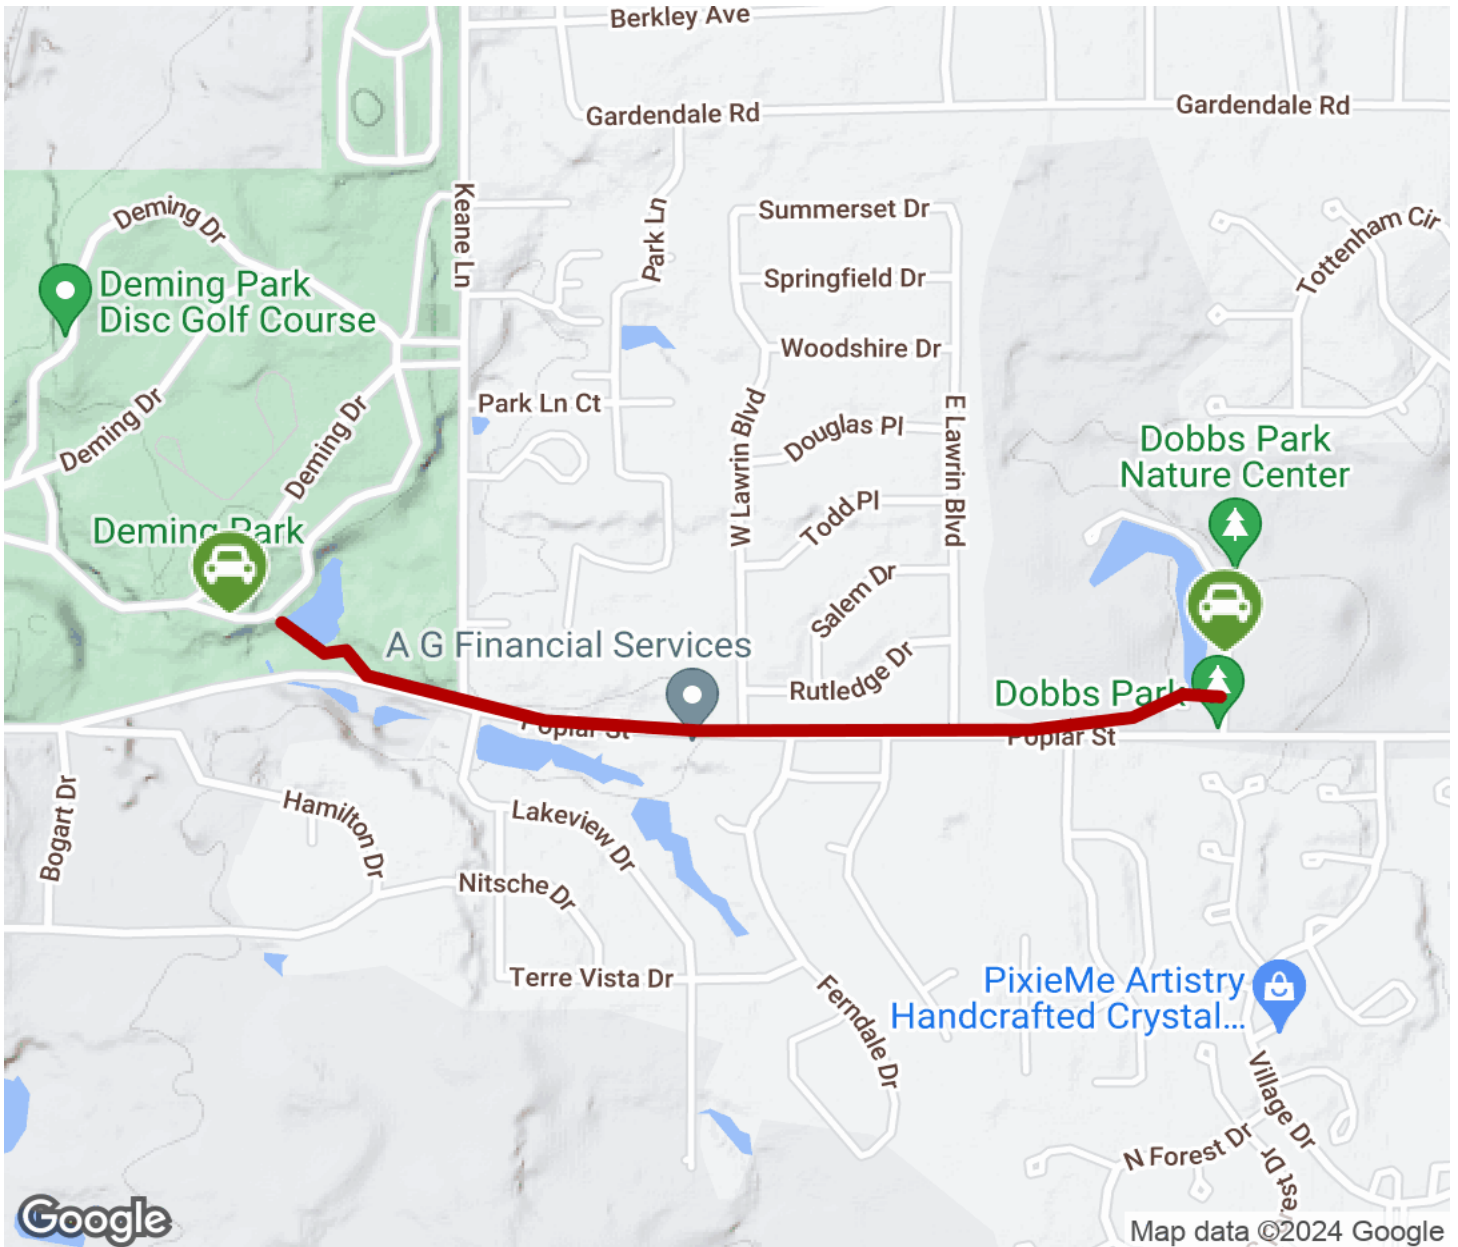 Berkley Ave
Gardendale Rd
Gardendale Rd
Keane Ln
Deming Dr
Park Ln
Summerset Dr
Tottenham Cir
Springfield Dr
Deming Park
Disc Golf Course
Woodshire Dr
Park Ln Ct
Deming Dr
Deming Dr
W Lawrin Blvd
E Lawrin Blvd
Douglas Pl
Dobbs Park
Nature Center
Todd Pl
Deming Park
Salem Dr
A G Financial Services
Rutledge Dr
Dobbs Park
Poplar St
Poplar St
Bogart Dr
Hamilton Dr
Lakeview Dr
Nitsche Dr
Terre Vista Dr
Ferndale Dr
PixieMe Artistry
Handcrafted Crystal...
Village Dr
N Forest Dr
est Dr
Google
Map data ©2024 Google